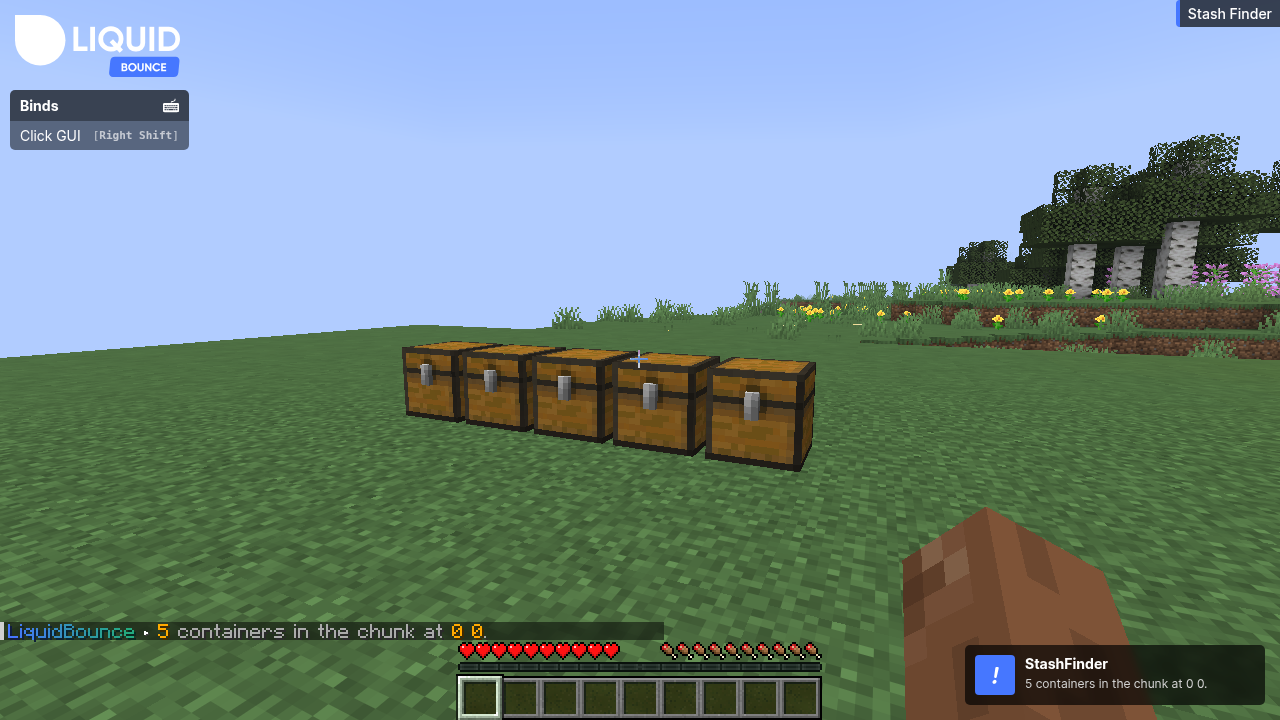 LIQUID
BOUNCE
Stash Finder
Binds
Click GUI [Right Shift]
LiquidBounce ▸ 5 containers in the chunk at 0 0.
!
StashFinder
5 containers in the chunk at 0 0.